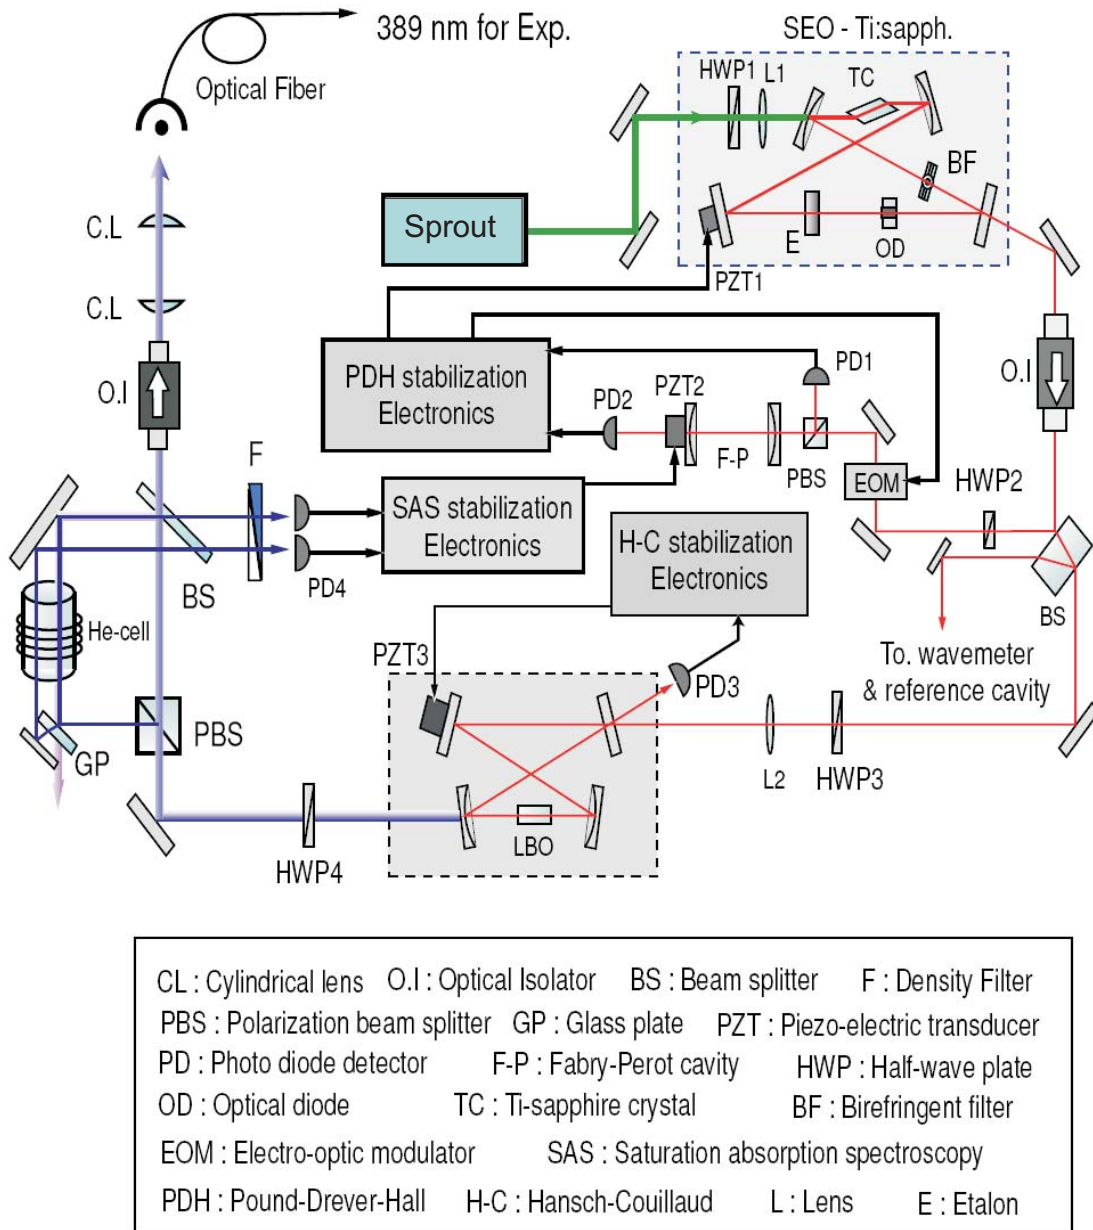 389 nm for Exp.
SEO - Ti:sapph.
Optical Fiber
HWP1
L1
TC
BF
C.L
Sprout
E
OD
PZT1
C.L
O.I
PDH stabilization
Electronics
PD2
PZT2
PD1
O.I
F-P
PBS
EOM
HWP2
F
SAS stabilization
Electronics
H-C stabilization
Electronics
BS
PD4
BS
He-cell
PZT3
PD3
To. wavemeter
& reference cavity
PBS
GP
L2
HWP3
LBO
HWP4
CL : Cylindrical lens O.I : Optical Isolator BS : Beam splitter F : Density Filter
PBS : Polarization beam splitter GP : Glass plate PZT : Piezo-electric transducer
PD : Photo diode detector F-P : Fabry-Perot cavity HWP : Half-wave plate
OD : Optical diode TC : Ti-sapphire crystal BF : Birefringent filter
EOM : Electro-optic modulator SAS : Saturation absorption spectroscopy
PDH : Pound-Drever-Hall H-C : Hansch-Couillaud L : Lens E : Etalon